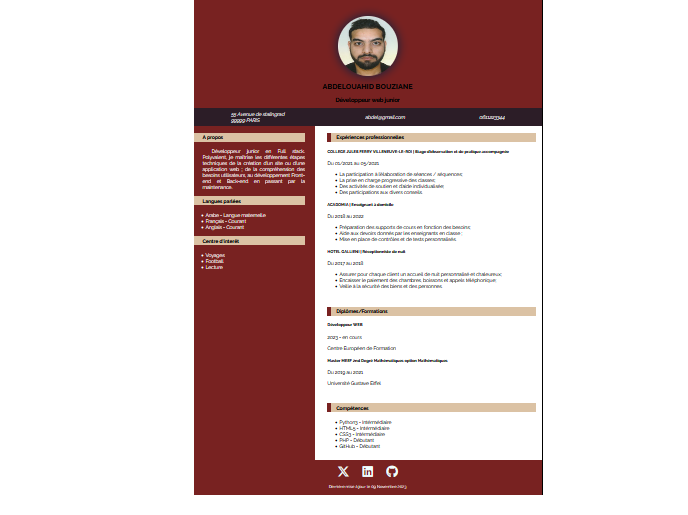 ABDELOUAHID BOUZIANE
Développeur web junior
55 Avenue de stalingrad
99999 PARIS
abdel@gmail.com
0611223344
A propos
Développeur Junior en Full stack.
Polyvalent, je maîtrise les différentes étapes
techniques de la création d'un site ou d'une
application web ; de la compréhension des
besoins utilisateurs, au développement Front-
end et Back-end en passant par la
maintenance.
Langues parlées
Arabe - Langue maternelle
Français - Courant
Anglais - Courant
Centre d'interêt
Voyages
Football
Lecture
Expériences professionnelles
COLLEGE JULES FERRY VILLENEUVE-LE-ROI | Stage d'observation et de pratique accompagnée
Du 01/2021 au 05/2021
La participation à l'élaboration de séances / séquences;
La prise en charge progressive des classes;
Des activités de soutien et d'aide individualisés;
Des participations aux divers conseils
ACADOMIA | Enseignant à domicile
Du 2018 au 2022
Préparation des supports de cours en fonction des besoins;
Aide aux devoirs donnés par les enseignants en classe;
Mise en place de contrôles et de tests personnalisés.
HOTEL GALLIENI | Réceptionniste de nuit
Du 2017 au 2018
Assurer pour chaque client un accueil de nuit personnalisé et chaleureux;
Encaisser le paiement des chambres, boissons et appels téléphonique
Veille à la sécurité des biens et des personnes
Diplômes/Formations
Développeur WEB
2023 - en cours
Centre Européen de Formation
Master MEEF 2nd Degré Mathématiques option Mathématiques
Du 2019 au 2021
Université Gustave Eiffel
Compétences
Python3 - Intérmédiaire
HTML5 - Intérmédiaire
CSS3 - Intérmédiaire
PHP - Débutant
GitHub - Débutant
Dernière mise à jour: le 09 Novembre 2023